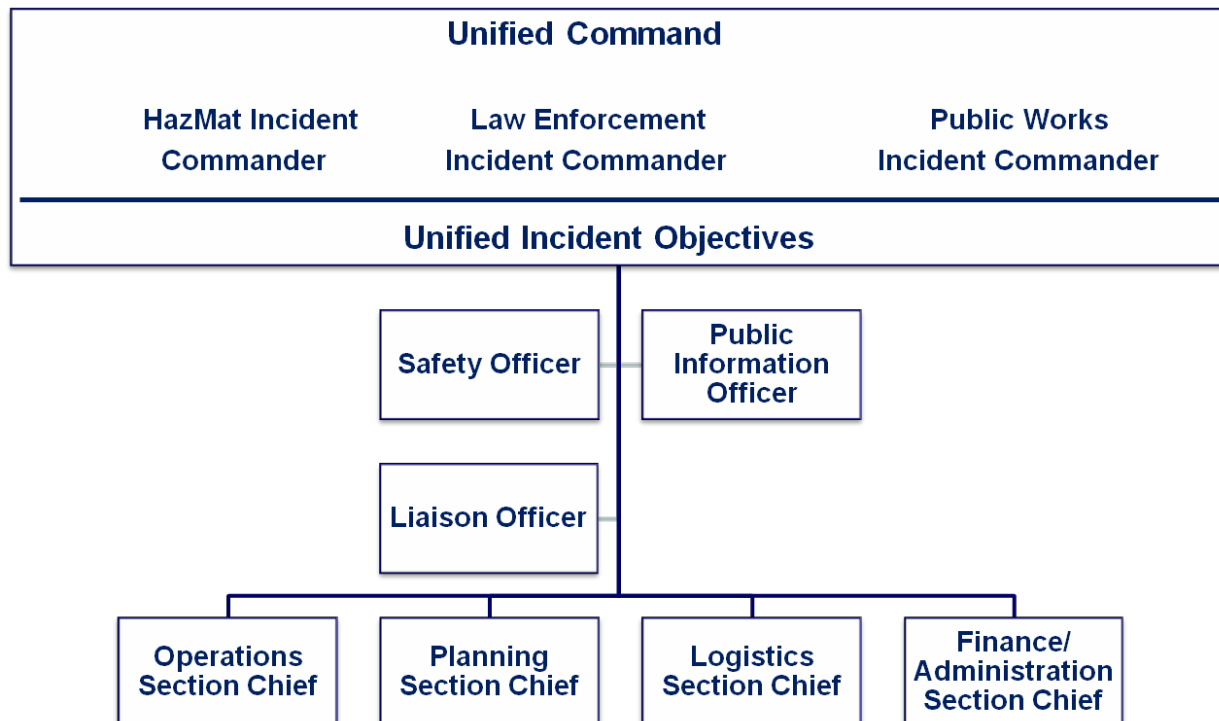 Unified Command
HazMat Incident
Commander
Law Enforcement
Incident Commander
Public Works
Incident Commander
Unified Incident Objectives
Safety Officer
Public
Information
Officer
Liaison Officer
Operations
Section Chief
Planning
Section Chief
Logistics
Section Chief
Finance/
Administration
Section Chief